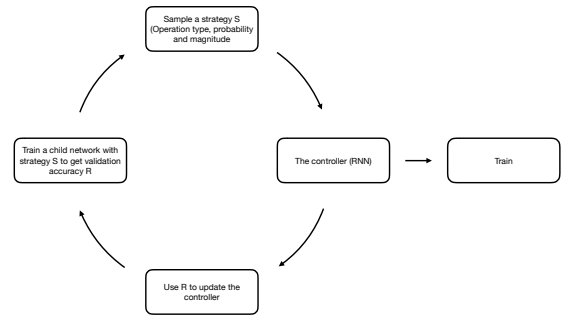 Sample a strategy S
(Operation type, probability
and magnitude
Train a child network with
strategy S to get validation
accuracy R
The controller (RNN)
Train
Use R to update the
controller